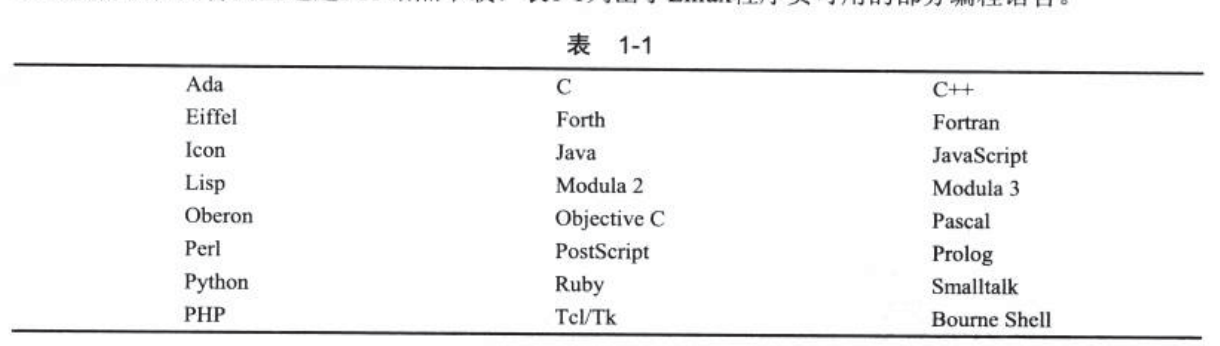 表1-1列出了Linux程序员可用的部分编程语言。
表 1-1
Ada C C++
Eiffel Forth Fortran
Icon Java JavaScript
Lisp Modula 2 Modula 3
Oberon Objective C Pascal
Perl PostScript Prolog
Python Ruby Smalltalk
PHP Tcl/Tk Bourne Shell